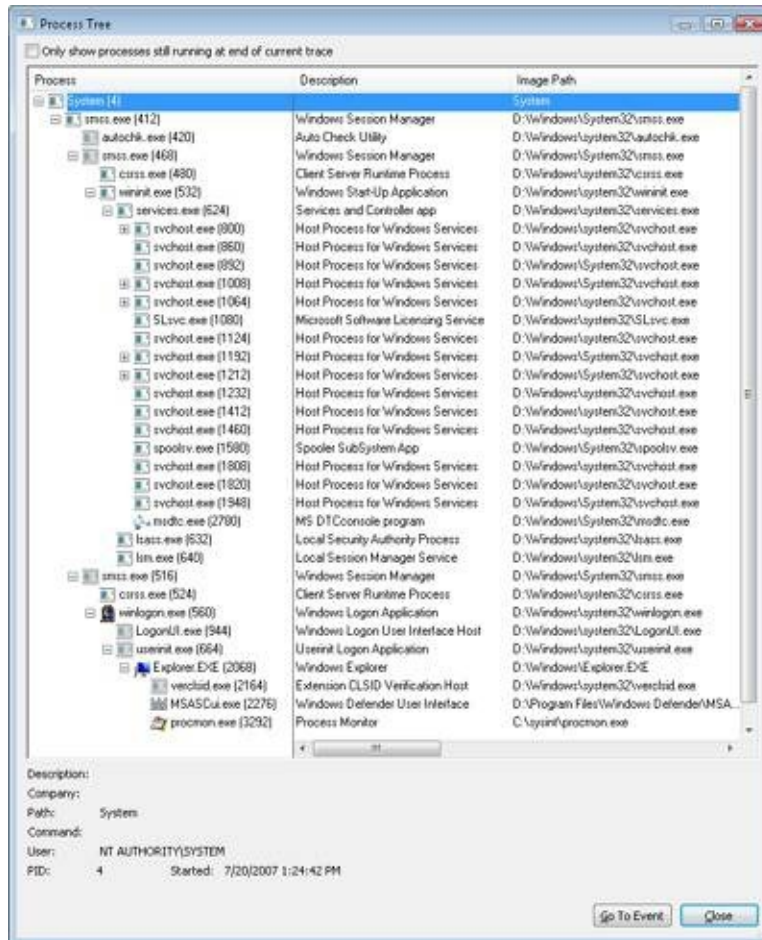 Process Tree
Only show processes still running at end of current trace
Process Description Image Path
System (4) System
smss.exe (412) Windows Session Manager D:\Windows\System32\smss.exe
autochk.exe (420) Auto Check Utility D:\Windows\system32\autochk.exe
smss.exe (468) Windows Session Manager D:\Windows\System32\smss.exe
csrss.exe (480) Client Server Runtime Process D:\Windows\system32\csrss.exe
wininit.exe (532) Windows Start-Up Application D:\Windows\system32\wininit.exe
services.exe (624) Services and Controller app D:\Windows\system32\services.exe
svchost.exe (800) Host Process for Windows Services D:\Windows\system32\svchost.exe
svchost.exe (860) Host Process for Windows Services D:\Windows\system32\svchost.exe
svchost.exe (892) Host Process for Windows Services D:\Windows\System32\svchost.exe
svchost.exe (1008) Host Process for Windows Services D:\Windows\System32\svchost.exe
svchost.exe (1064) Host Process for Windows Services D:\Windows\system32\svchost.exe
SLsvc.exe (1080) Microsoft Software Licensing Service D:\Windows\system32\SLsvc.exe
svchost.exe (1124) Host Process for Windows Services D:\Windows\system32\svchost.exe
svchost.exe (1192) Host Process for Windows Services D:\Windows\System32\svchost.exe
svchost.exe (1212) Host Process for Windows Services D:\Windows\system32\svchost.exe
svchost.exe (1232) Host Process for Windows Services D:\Windows\system32\svchost.exe
svchost.exe (1412) Host Process for Windows Services D:\Windows\system32\svchost.exe
svchost.exe (1460) Host Process for Windows Services D:\Windows\system32\svchost.exe
spoolsv.exe (1580) Spooler SubSystem App D:\Windows\System32\spoolsv.exe
svchost.exe (1808) Host Process for Windows Services D:\Windows\system32\svchost.exe
svchost.exe (1820) Host Process for Windows Services D:\Windows\system32\svchost.exe
svchost.exe (1948) Host Process for Windows Services D:\Windows\System32\svchost.exe
msdtc.exe (2780) MS DTCconsole program D:\Windows\System32\msdtc.exe
lsass.exe (632) Local Security Authority Process D:\Windows\system32\lsass.exe
lsm.exe (640) Local Session Manager Service D:\Windows\system32\lsm.exe
smss.exe (516) Windows Session Manager D:\Windows\System32\smss.exe
csrss.exe (524) Client Server Runtime Process D:\Windows\system32\csrss.exe
winlogon.exe (560) Windows Logon Application D:\Windows\system32\winlogon.exe
LogonUI.exe (944) Windows Logon User Interface Host D:\Windows\system32\LogonUI.exe
userinit.exe (664) Userinit Logon Application D:\Windows\system32\userinit.exe
Explorer.EXE (2068) Windows Explorer D:\Windows\Explorer.EXE
verclsid.exe (2164) Extension CLSID Verification Host D:\Windows\system32\verclsid.exe
MSASCui.exe (2276) Windows Defender User Interface D:\Program Files\Windows Defender\MSA...
procmon.exe (3292) Process Monitor C:\sysint\procmon.exe
Description:
Company:
Path: System
Command:
User: NT AUTHORITY\SYSTEM
PID: 4 Started: 7/20/2007 1:24:42 PM
Go To Event Close